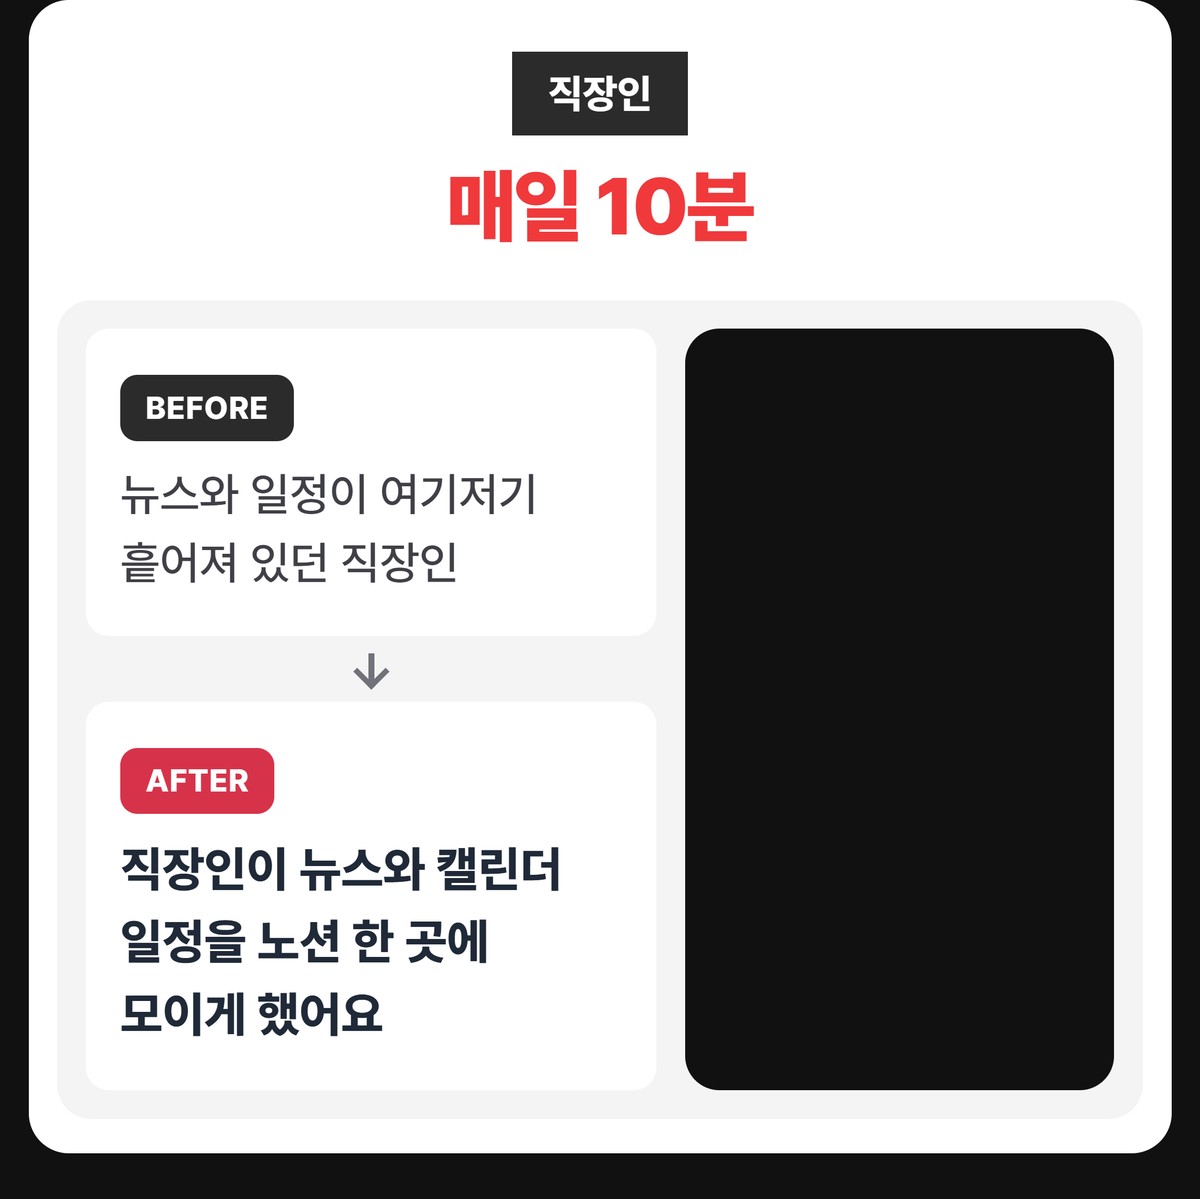 직장인
매일 10분
BEFORE
뉴스와 일정이 여기저기
흩어져 있던 직장인
AFTER
직장인이 뉴스와 캘린더
일정을 노션 한 곳에
모이게 했어요